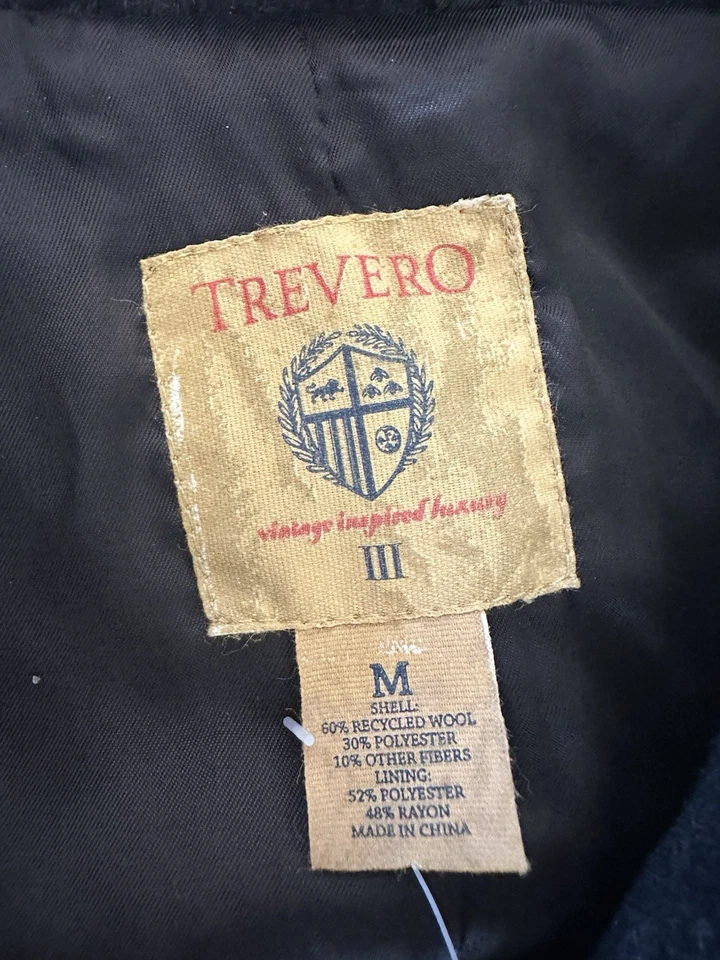 TREVERO
vintage inspired luxury
III
M
SHELL:
60% RECYCLED WOOL
30% POLYESTER
10% OTHER FIBERS
LINING:
52% POLYESTER
48% RAYON
MADE IN CHINA